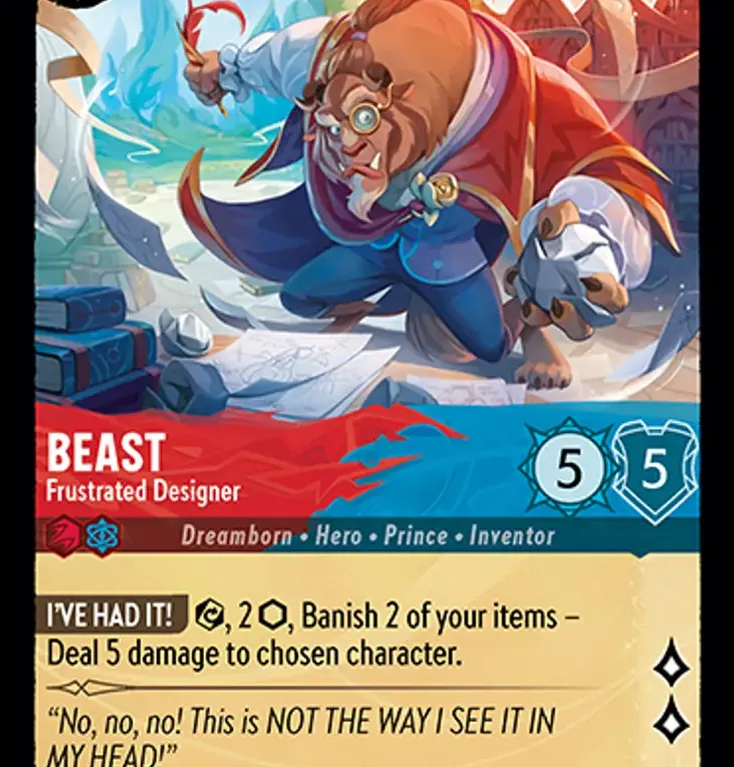 BEAST
Frustrated Designer
5 5
Dreamborn • Hero • Prince • Inventor
I'VE HAD IT! , 2 , Banish 2 of your items –
Deal 5 damage to chosen character.
“No, no, no! This is NOT THE WAY I SEE IT IN
MY HEAD!”